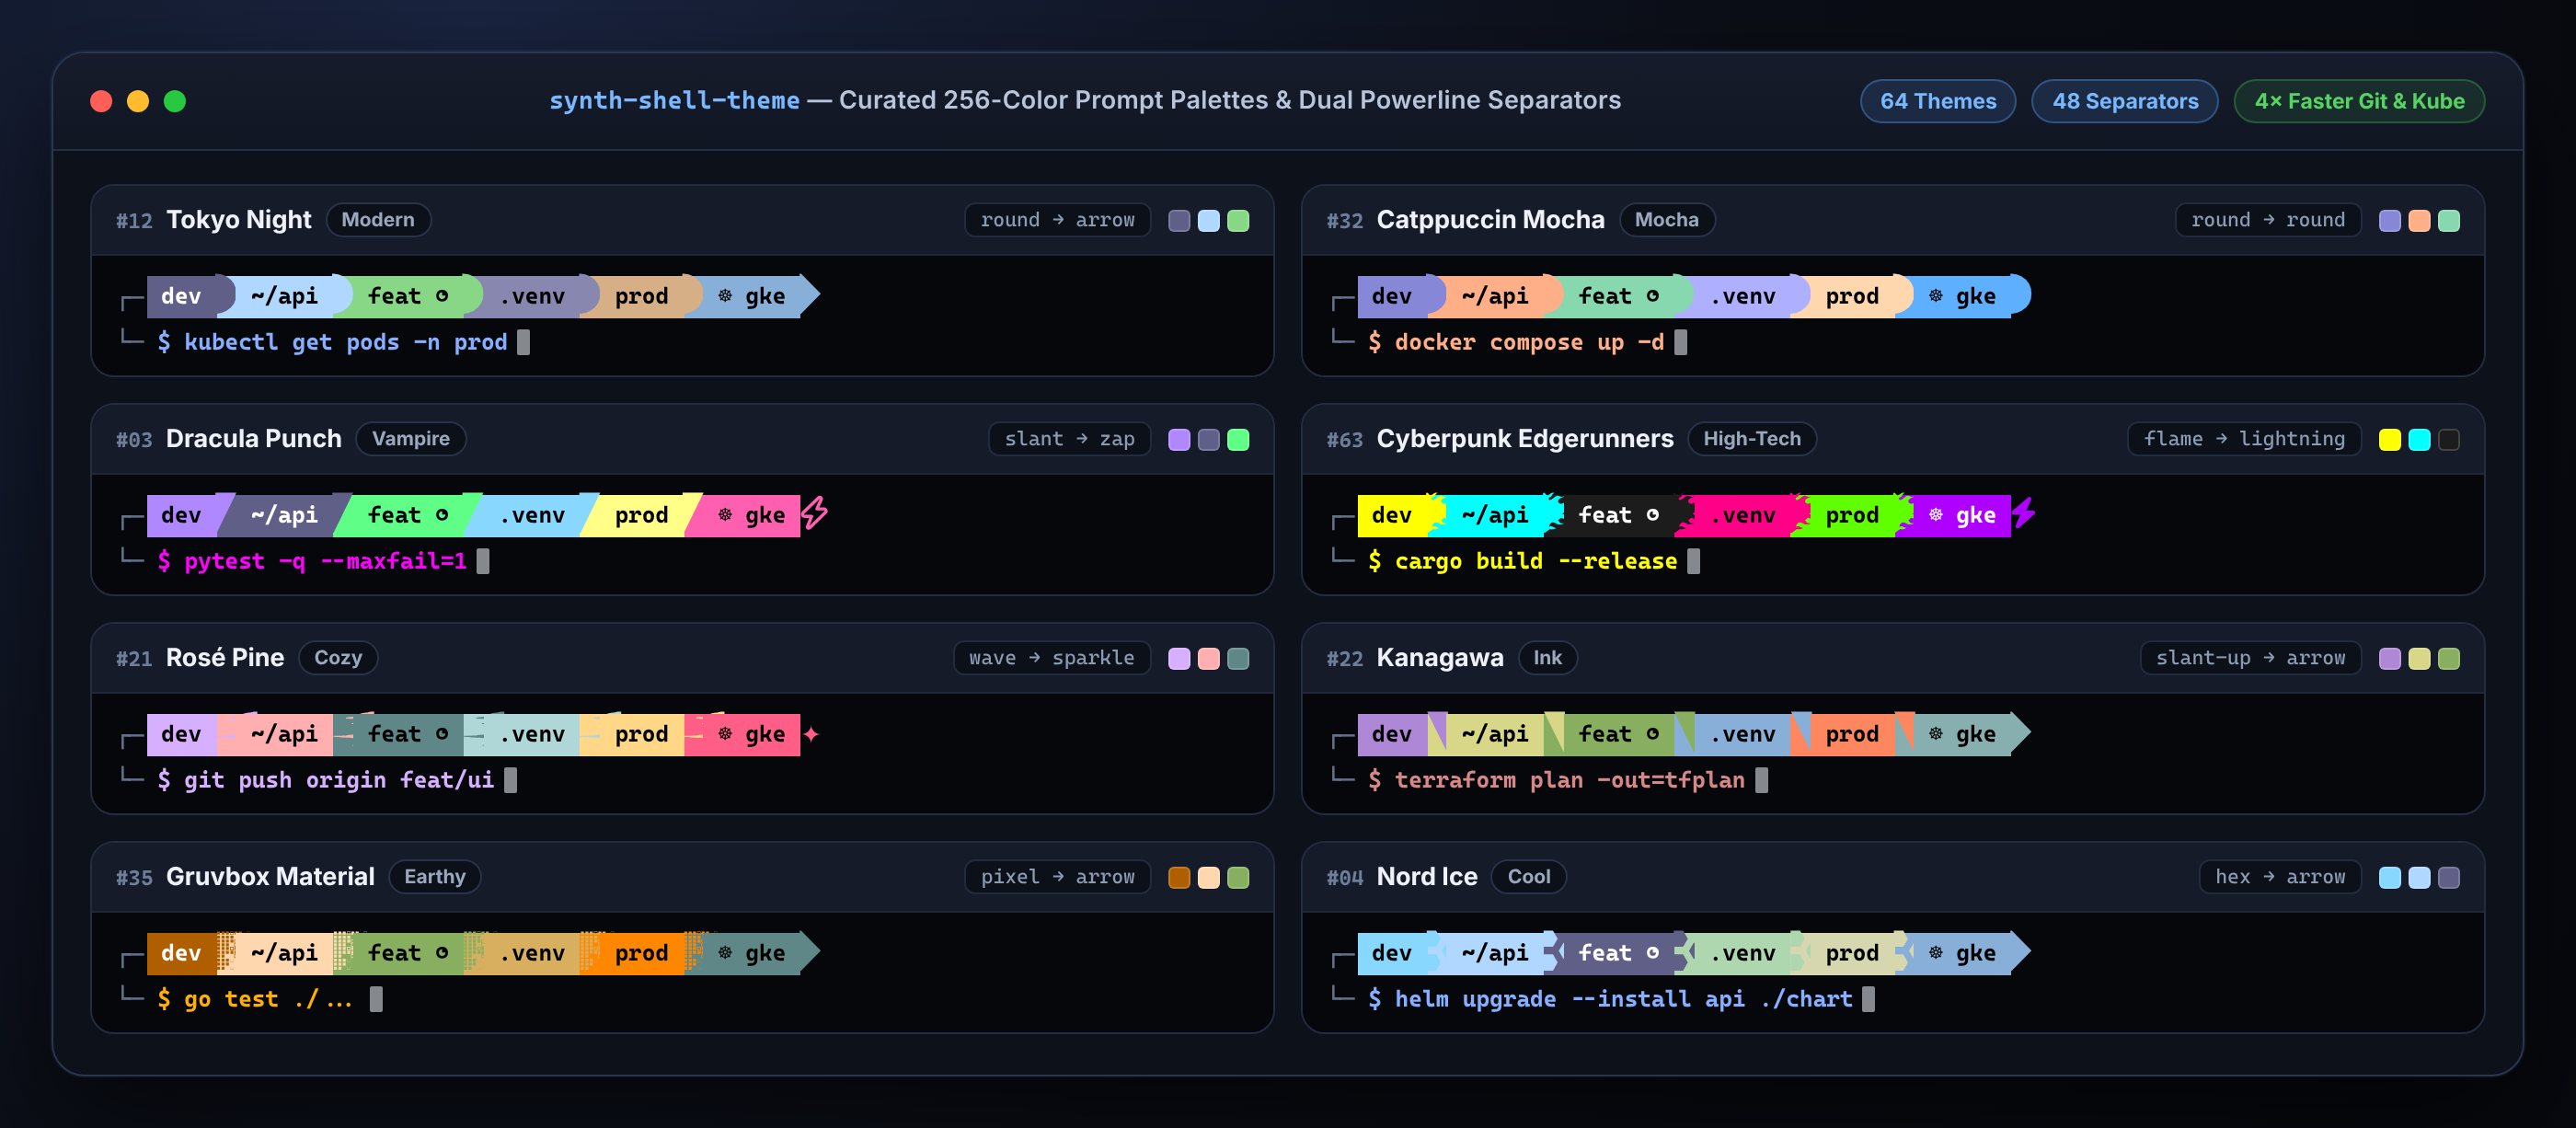 synth-shell-theme — Curated 256-Color Prompt Palettes & Dual Powerline Separators
64 Themes
48 Separators
4× Faster Git & Kube
#12 Tokyo Night Modern round → arrow
dev ~/api feat .venv prod ☸ gke
$ kubectl get pods -n prod
#32 Catppuccin Mocha Mocha round → round
dev ~/api feat .venv prod ☸ gke
$ docker compose up -d
#03 Dracula Punch Vampire slant → zap
dev ~/api feat .venv prod ☸ gke
$ pytest -q --maxfail=1
#63 Cyberpunk Edgerunners High-Tech flame → lightning
dev ~/api feat .venv prod ☸ gke
$ cargo build --release
#21 Rosé Pine Cozy wave → sparkle
dev ~/api feat .venv prod ☸ gke
$ git push origin feat/ui
#22 Kanagawa Ink slant-up → arrow
dev ~/api feat .venv prod ☸ gke
$ terraform plan -out=tfplan
#35 Gruvbox Material Earthy pixel → arrow
dev ~/api feat .venv prod ☸ gke
$ go test ./...
#04 Nord Ice Cool hex → arrow
dev ~/api feat .venv prod ☸ gke
$ helm upgrade --install api ./chart